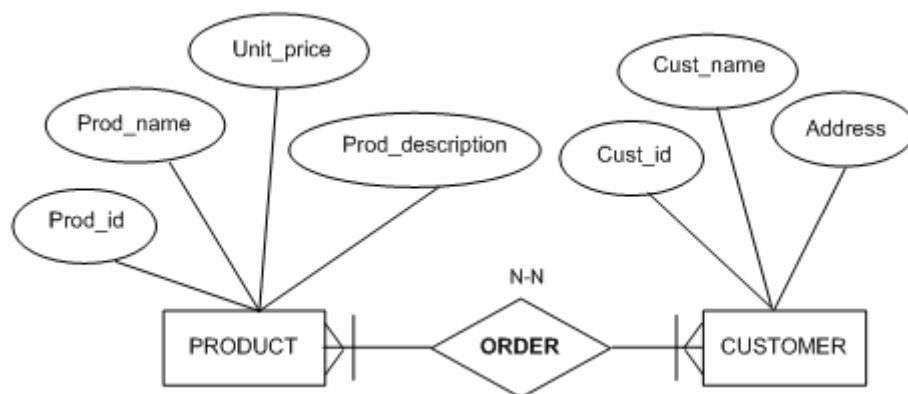 Unit_price
Cust_name
Prod_name
Address
Prod_description
Cust_id
Prod_id
N-N
PRODUCT
ORDER
CUSTOMER